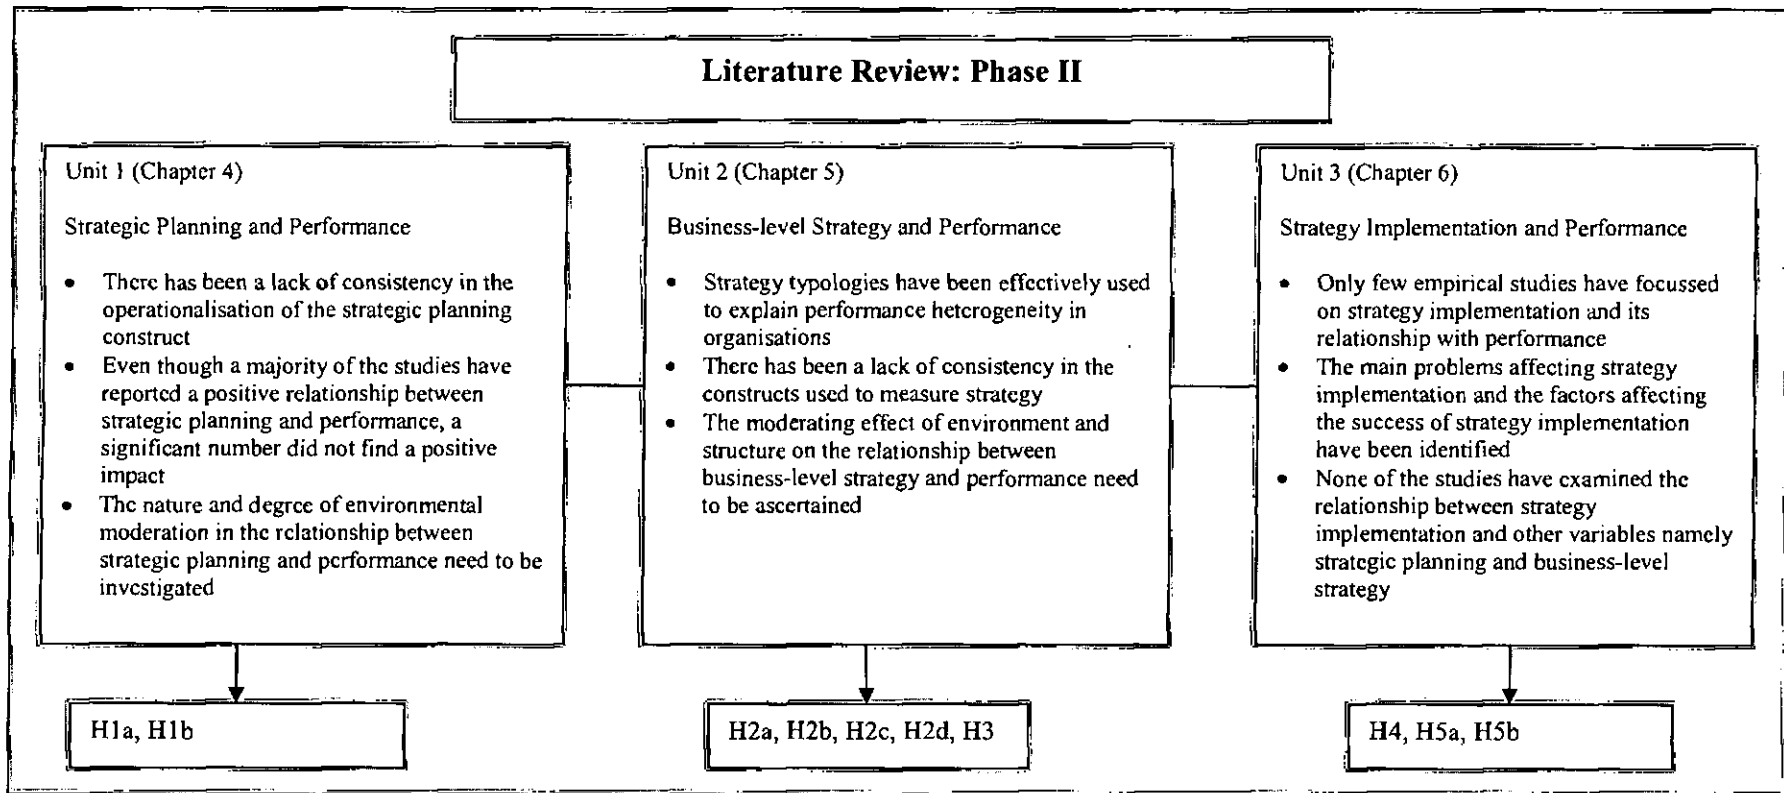 Literature Review: Phase II
Unit 1 (Chapter 4)
Strategic Planning and Performance
• There has been a lack of consistency in the
operationalisation of the strategic planning
construct
• Even though a majority of the studies have
reported a positive relationship between
strategic planning and performance, a
significant number did not find a positive
impact
• The nature and degree of environmental
moderation in the relationship between
strategic planning and performance need to be
investigated
H1a, H1b
Unit 2 (Chapter 5)
Business-level Strategy and Performance
• Strategy typologies have been effectively used
to explain performance heterogeneity in
organisations
• There has been a lack of consistency in the
constructs used to measure strategy
• The moderating effect of environment and
structure on the relationship between
business-level strategy and performance need
to be ascertained
H2a, H2b, H2c, H2d, H3
Unit 3 (Chapter 6)
Strategy Implementation and Performance
• Only few empirical studies have focussed
on strategy implementation and its
relationship with performance
• The main problems affecting strategy
implementation and the factors affecting
the success of strategy implementation
have been identified
• None of the studies have examined the
relationship between strategy
implementation and other variables namely
strategic planning and business-level
strategy
H4, H5a, H5b